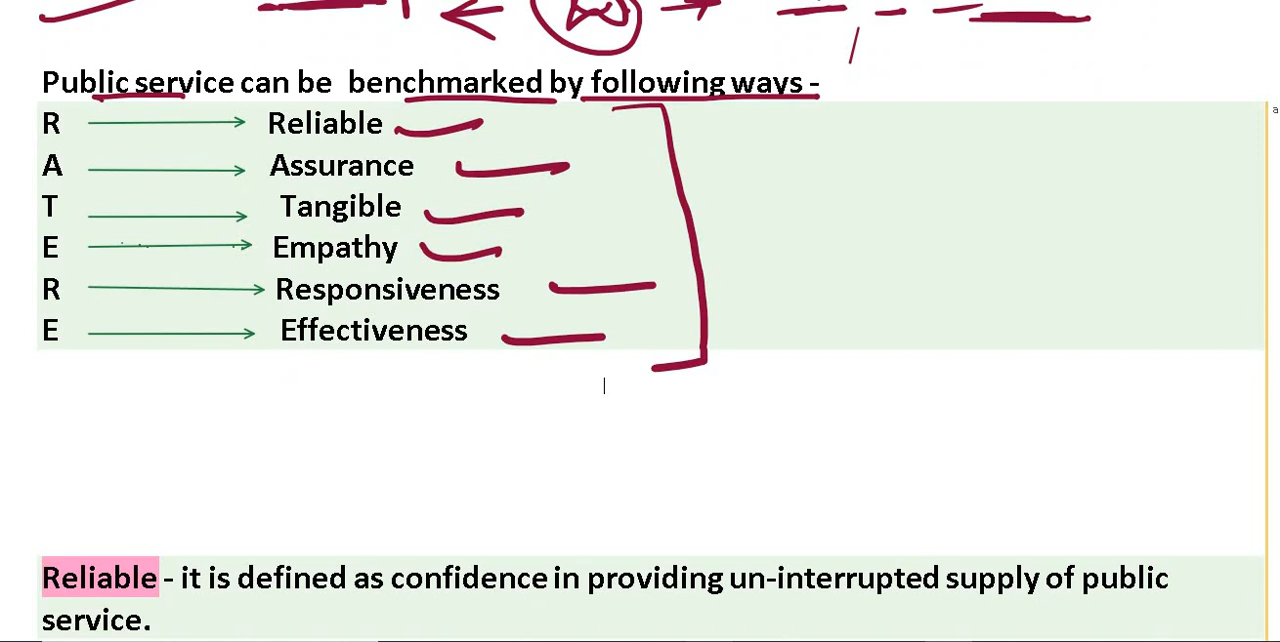 Public service can be benchmarked by following ways -
R Reliable
A Assurance
T Tangible
E Empathy
R Responsiveness
E Effectiveness
Reliable - it is defined as confidence in providing un-interrupted supply of public
service.